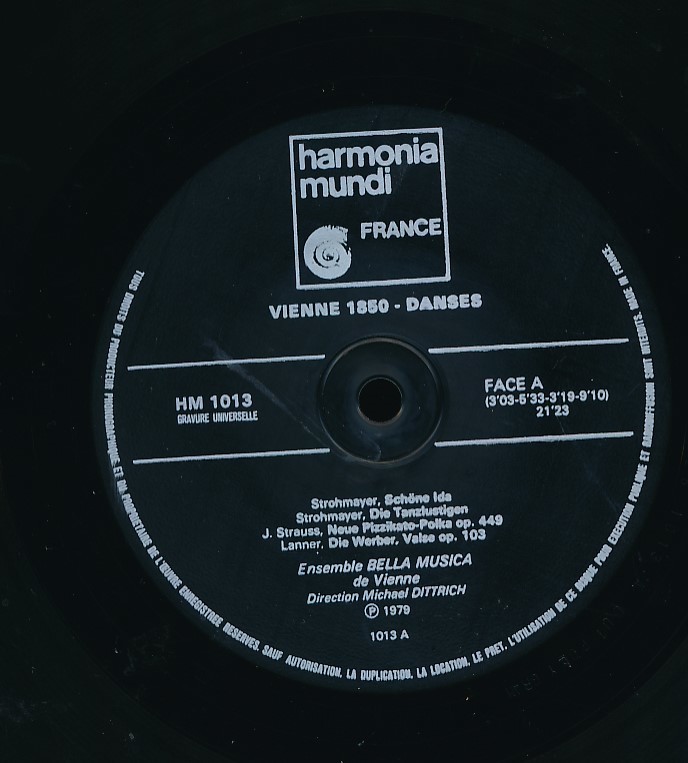 harmonia
mundi
FRANCE
VIENNE 1850 - DANSES
HM 1013
GRAVURE UNIVERSELLE
FACE A
(3'03-5'33-3'19-9'10)
21'23
Strohmayer, Schöne Ida
Strohmayer, Die Tanzlustigen
J. Strauss, Neue Pizzikato-Polka op. 449
Lanner, Die Werber, Valse op. 103
Ensemble BELLA MUSICA
de Vienne
Direction Michael DITTRICH
℗ 1979
1013 A
TOUS DROITS DU PRODUCTEUR PHONOGRAPHIQUE ET DU PROPRIETAIRE DE L'ŒUVRE ENREGISTREE RESERVES. SAUF AUTORISATION, LA DUPLICATION, LA LOCATION, LE PRET, L'UTILISATION DE CE DISQUE POUR EXECUTION PUBLIQUE ET RADIODIFFUSION SONT INTERDITS. MADE IN FRANCE.